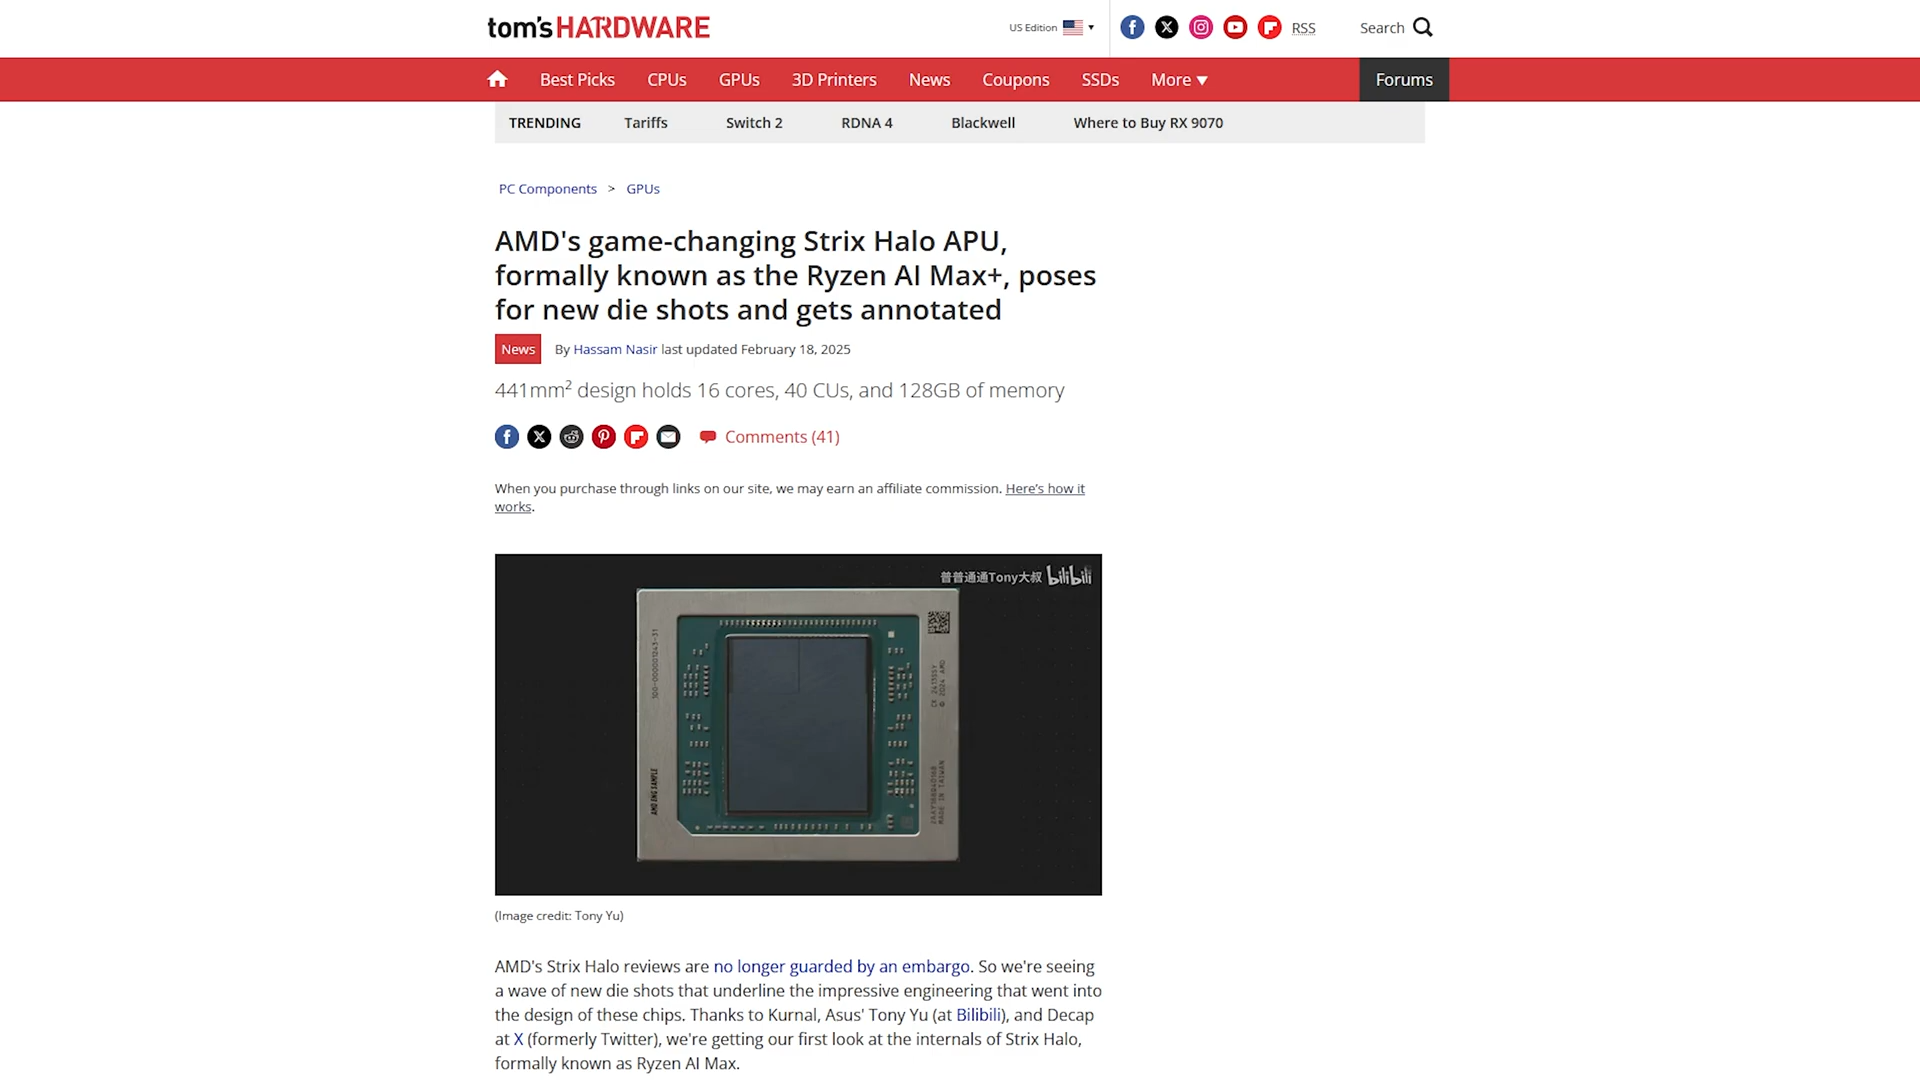 tom's HARDWARE
US Edition
RSS
Search
Best Picks
CPUs
GPUs
3D Printers
News
Coupons
SSDs
More
Forums
TRENDING
Tariffs
Switch 2
RDNA 4
Blackwell
Where to Buy RX 9070
PC Components > GPUs
AMD's game-changing Strix Halo APU,
formally known as the Ryzen AI Max+, poses
for new die shots and gets annotated
News
By Hassam Nasir last updated February 18, 2025
441mm² design holds 16 cores, 40 CUs, and 128GB of memory
Comments (41)
When you purchase through links on our site, we may earn an affiliate commission. Here's how it
works.
普普通通Tony大叔 bilibili
AMD ENG SAMPLE
© 2024 AMD
MADE IN TAIWAN
(Image credit: Tony Yu)
AMD's Strix Halo reviews are no longer guarded by an embargo. So we're seeing
a wave of new die shots that underline the impressive engineering that went into
the design of these chips. Thanks to Kurnal, Asus' Tony Yu (at Bilibili), and Decap
at X (formerly Twitter), we're getting our first look at the internals of Strix Halo,
formally known as Ryzen AI Max.